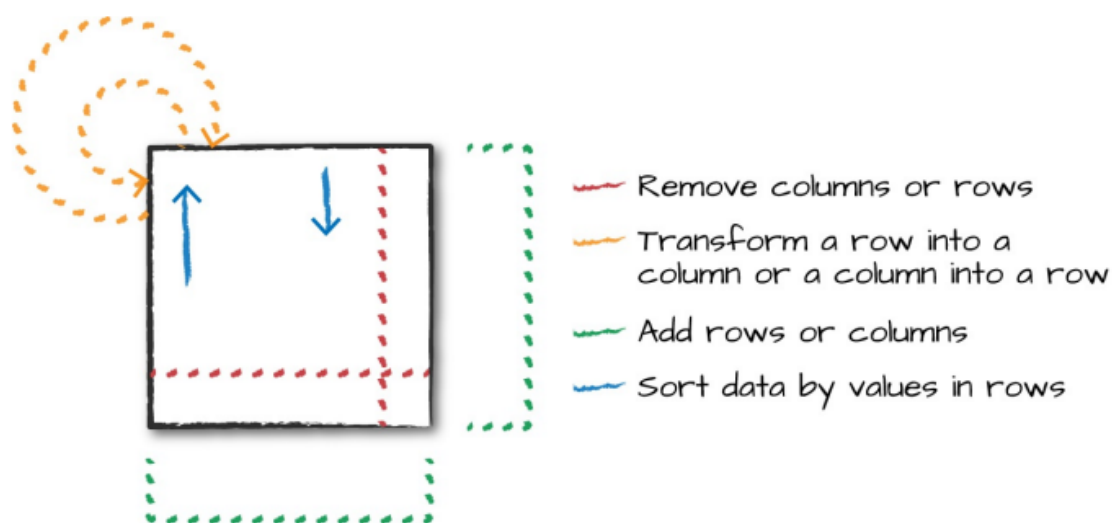 Remove columns or rows
Transform a row into a
column or a column into a row
Add rows or columns
Sort data by values in rows